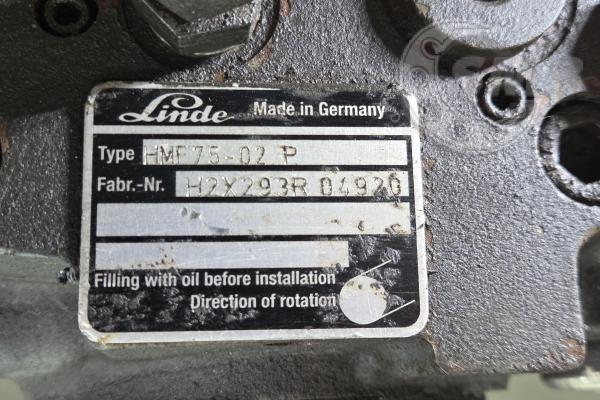 Linde Made in Germany
Type HMF75-02 P
Fabr.-Nr. H2X293R 04920
Filling with oil before installation
Direction of rotation